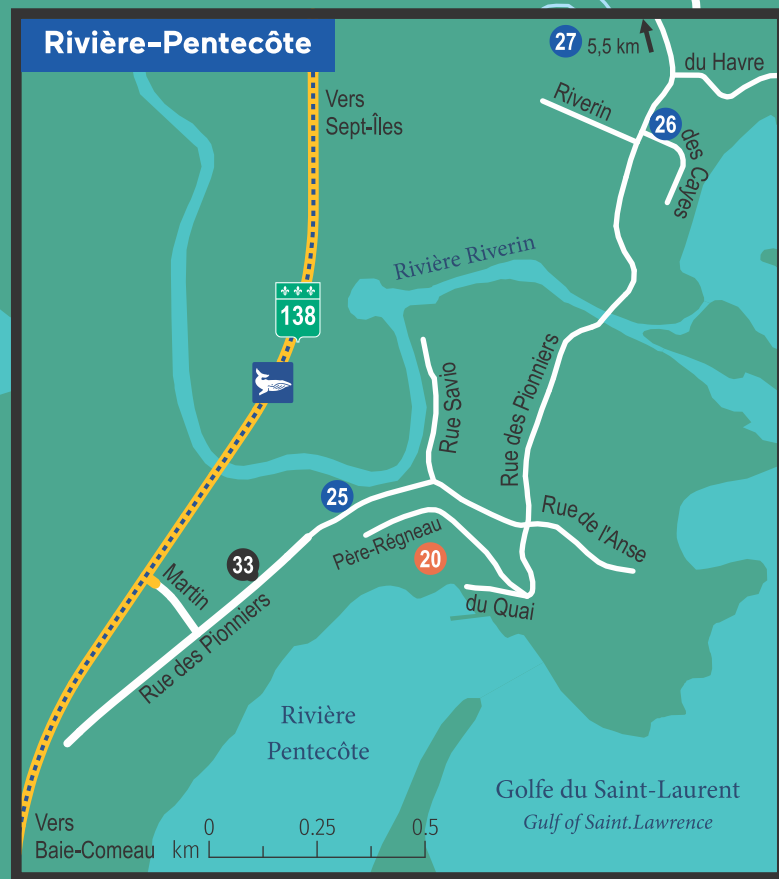 Rivière-Pentecôte
27 5,5 km
du Havre
Vers
Sept-Îles
Riverin
26
des Cayes
Rivière Riverin
138
Rue Savio
Rue des Pionniers
25
Rue de l'Anse
Père-Régneau
20
33
Martin
du Quai
Rue des Pionniers
Rivière
Pentecôte
Golfe du Saint-Laurent
Gulf of Saint.Lawrence
Vers
Baie-Comeau
km 0 0.25 0.5